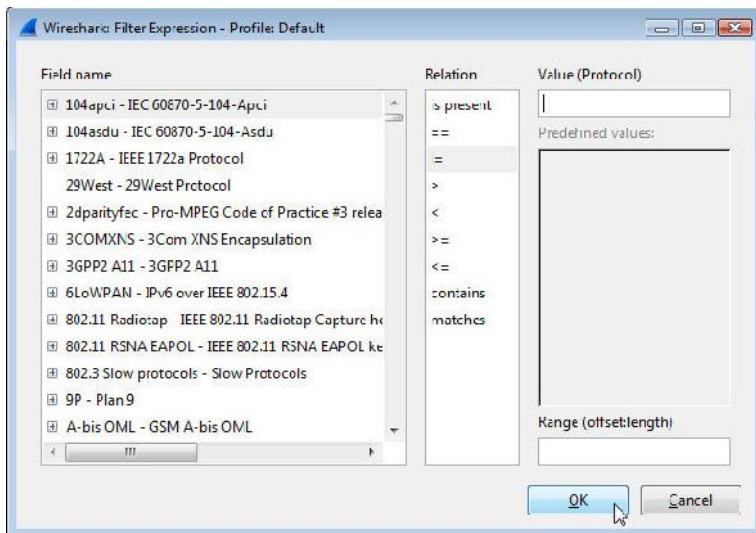 Wireshark: Filter Expression - Profile: Default
Field name
104apci - IEC 60870-5-104-Apci
104asdu - IEC 60870-5-104-Asdu
1722A - IEEE 1722a Protocol
29West - 29West Protocol
2dparityfec - Pro-MPEG Code of Practice #3 relea
3COMXNS - 3Com XNS Encapsulation
3GPP2 A11 - 3GPP2 A11
6LoWPAN - IPv6 over IEEE 802.15.4
802.11 Radiotap - IEEE 802.11 Radiotap Capture he
802.11 RSNA EAPOL - IEEE 802.11 RSNA EAPOL ke
802.3 Slow protocols - Slow Protocols
9P - Plan 9
A-bis OML - GSM A-bis OML
Relation
is present
==
!=
>
<
>=
<=
contains
matches
Value (Protocol)
Predefined values:
Range (offset:length)
OK
Cancel